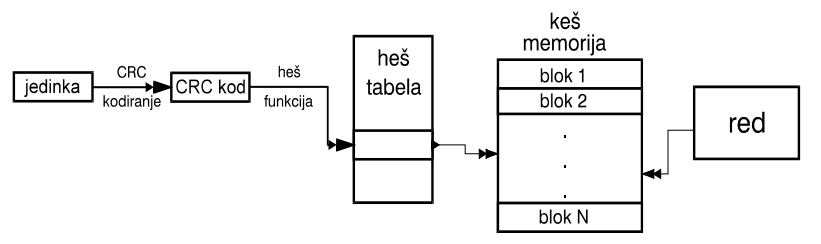 jedinka
CRC
kodiranje
CRC kod
heš
funkcija
heš
tabela
keš
memorija
blok 1
blok 2
.
.
.
blok N
red